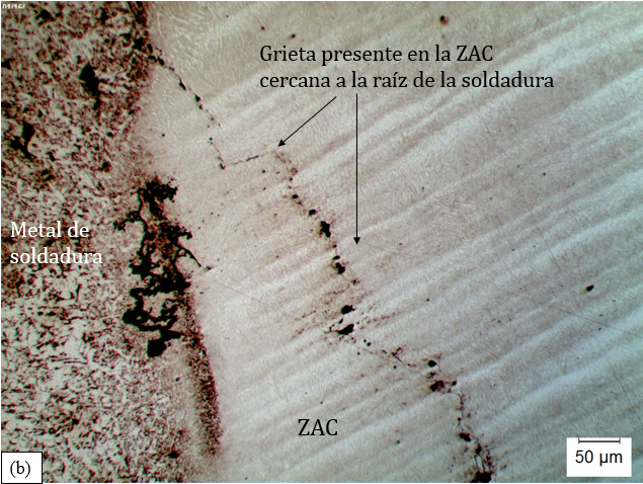 Grieta presente en la ZAC
cercana a la raíz de la soldadura
Metal de
soldadura
ZAC
50 µm
(b)